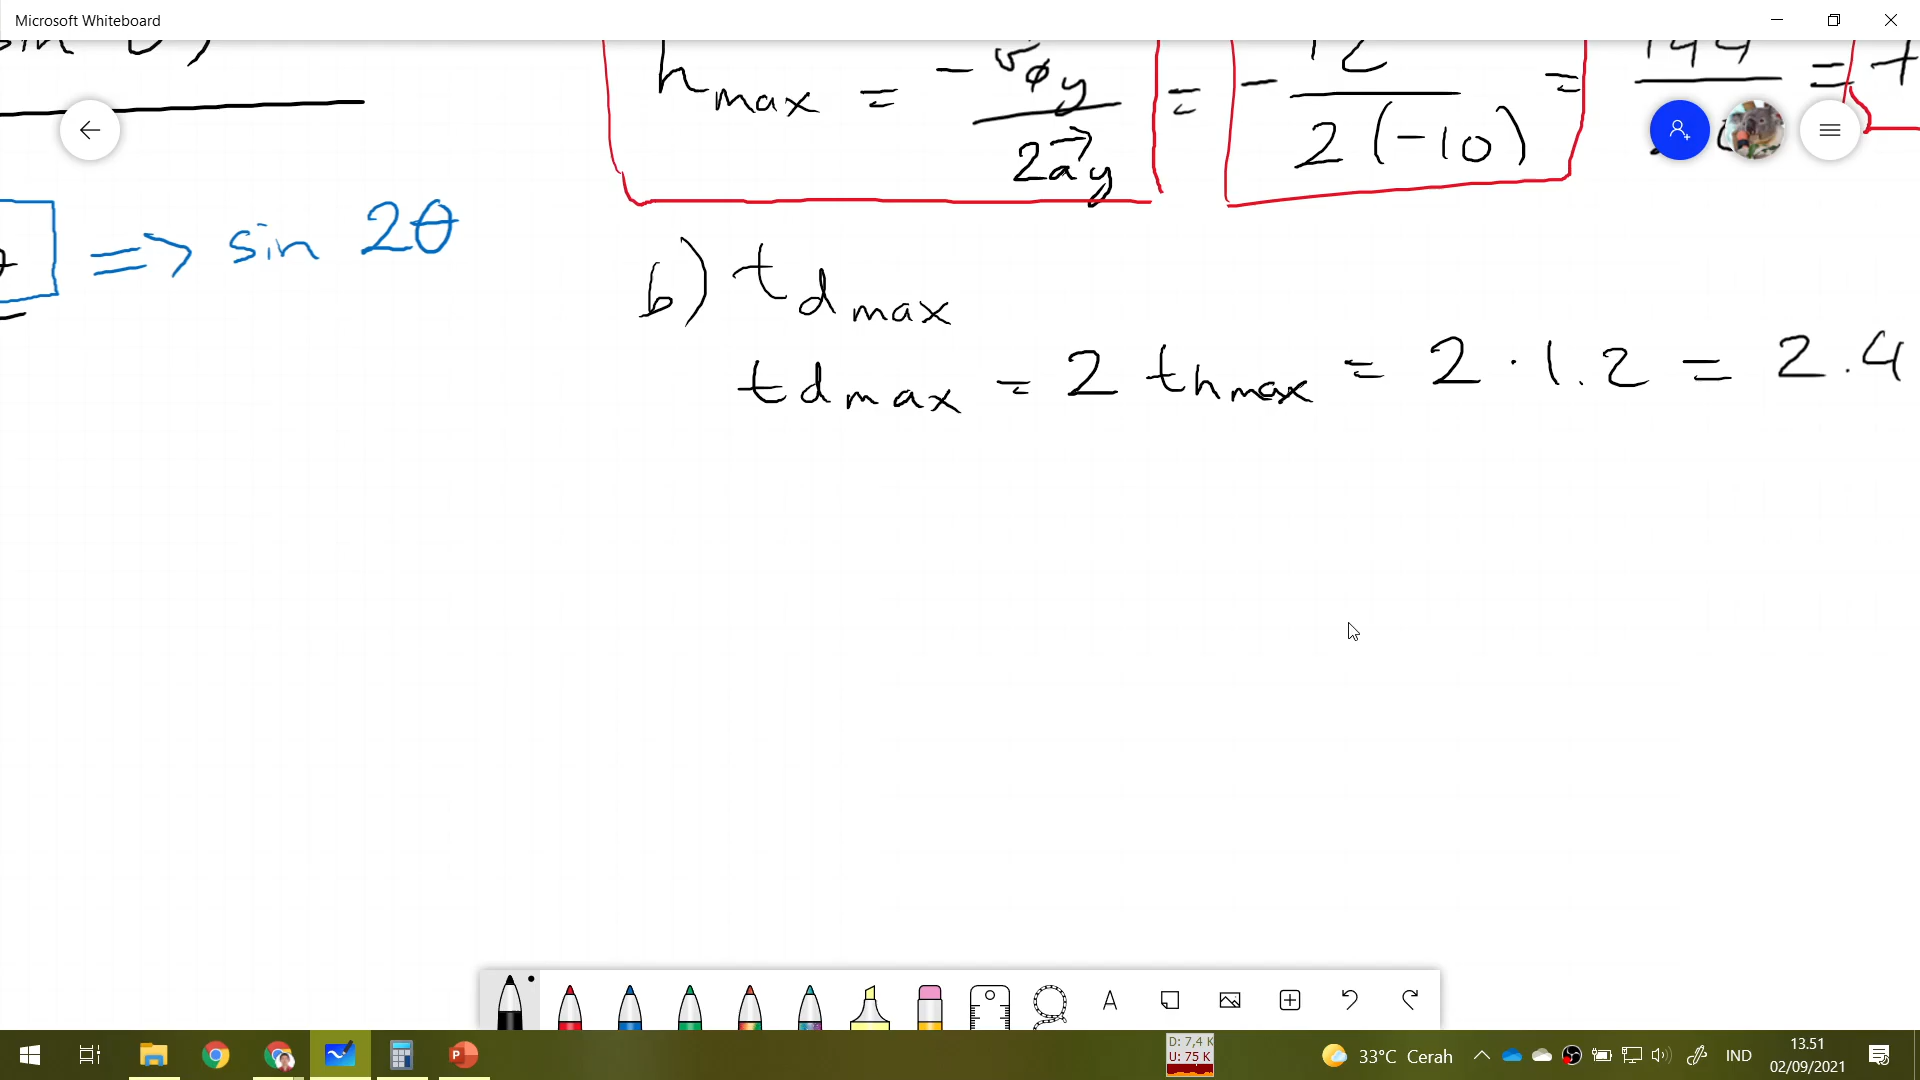 Microsoft Whiteboard
h max = - v0y / 2ay = - 12 / 2 (-10) = 144 =
=> sin 2θ
b) t d max
t d max = 2 t h max = 2 · 1.2 = 2.4
A
D: 7,4 K
U: 75 K
33°C Cerah
IND
13.51
02/09/2021